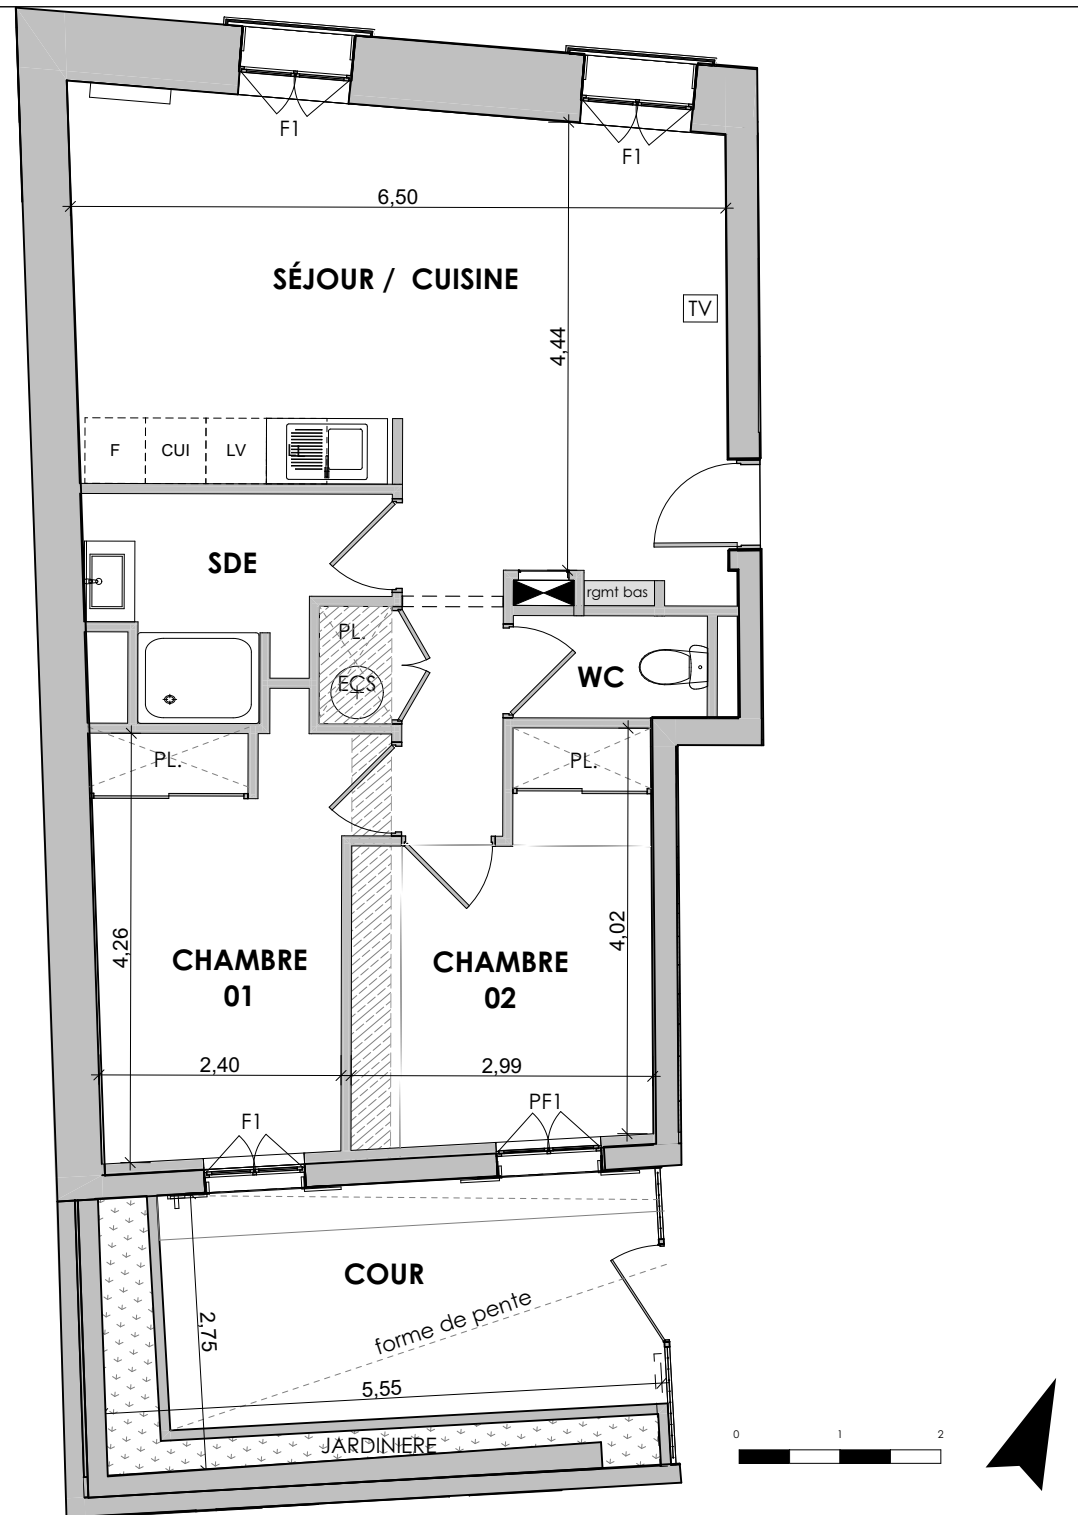 F1
F1
6,50
SÉJOUR / CUISINE
TV
4,44
F
CUI
LV
SDE
rgmt bas
PL.
ECS
WC
PL.
PL.
4,26
4,02
CHAMBRE
01
CHAMBRE
02
2,40
2,99
F1
PF1
COUR
2,75
forme de pente
5,55
JARDINIERE
0 1 2